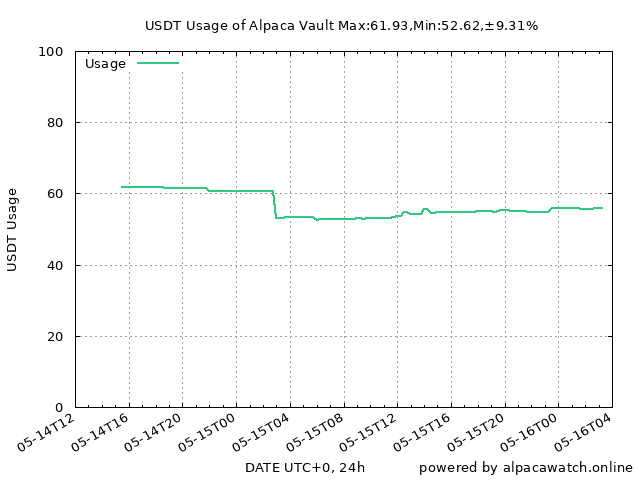 USDT Usage of Alpaca Vault Max:61.93,Min:52.62,±9.31%
100
Usage
80
60
USDT Usage
40
20
0
05-14T12
05-14T16
05-14T20
05-15T00
05-15T04
05-15T08
05-15T12
05-15T16
05-15T20
05-16T00
05-16T04
DATE UTC+0, 24h
powered by alpacawatch.online